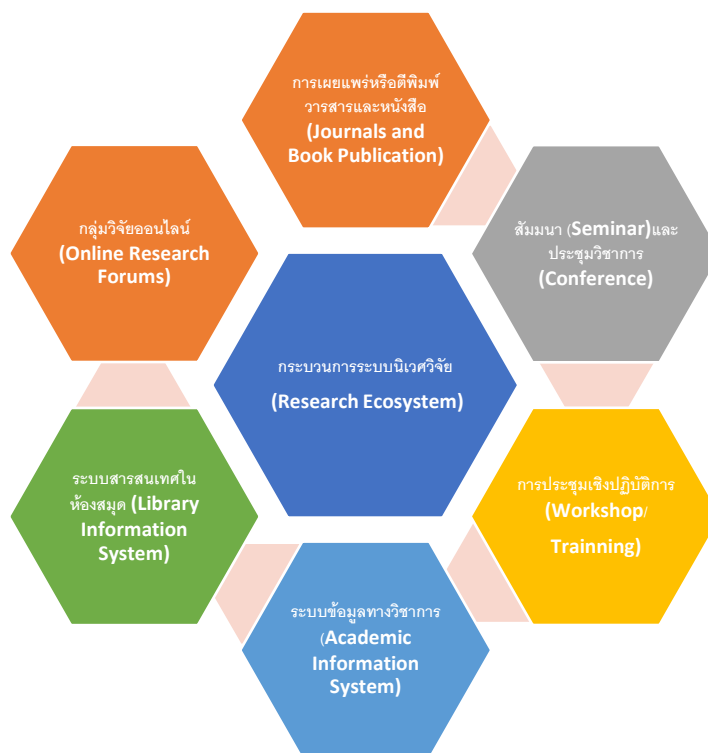 การเผยแพร่หรือตีพิมพ์
วารสารและหนังสือ
(Journals and
Book Publication)
กลุ่มวิจัยออนไลน์
(Online Research
Forums)
สัมมนา (Seminar)และ
ประชุมวิชาการ
(Conference)
กระบวนการระบบนิเวศวิจัย
(Research Ecosystem)
ระบบสารสนเทศใน
ห้องสมุด (Library
Information
System)
การประชุมเชิงปฏิบัติการ
(Workshop/
Trainning)
ระบบข้อมูลทางวิชาการ
(Academic
Information
System)